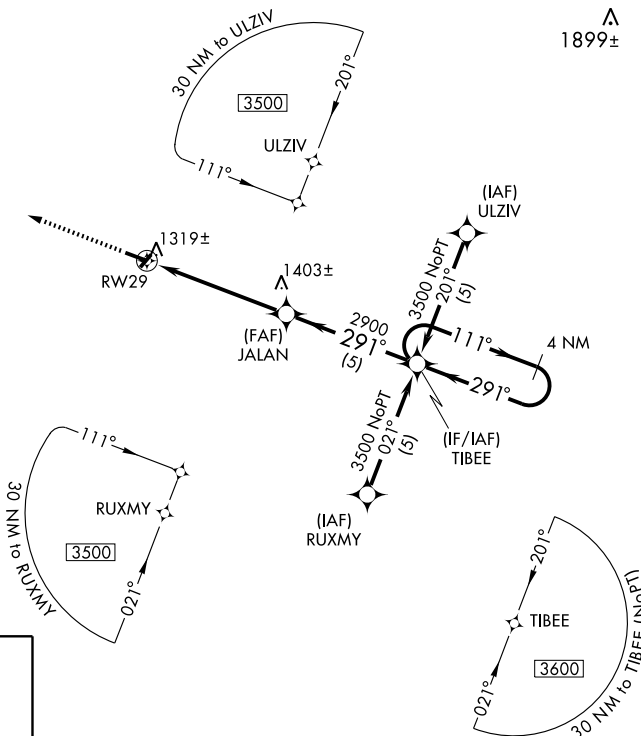 1899±
30 NM to ULZIV
201°
3500
ULZIV
111°
(IAF)
ULZIV
1319±
RW29
1403±
3500 NoPT
201°
(5)
(FAF)
JALAN
2900
291°
(5)
111°
4 NM
291°
(IF/IAF)
TIBEE
3500 NoPT
021°
(5)
(IAF)
RUXMY
111°
RUXMY
3500
021°
30 NM to RUXMY
201°
TIBEE
3600
021°
30 NM to TIBEE (NoPT)